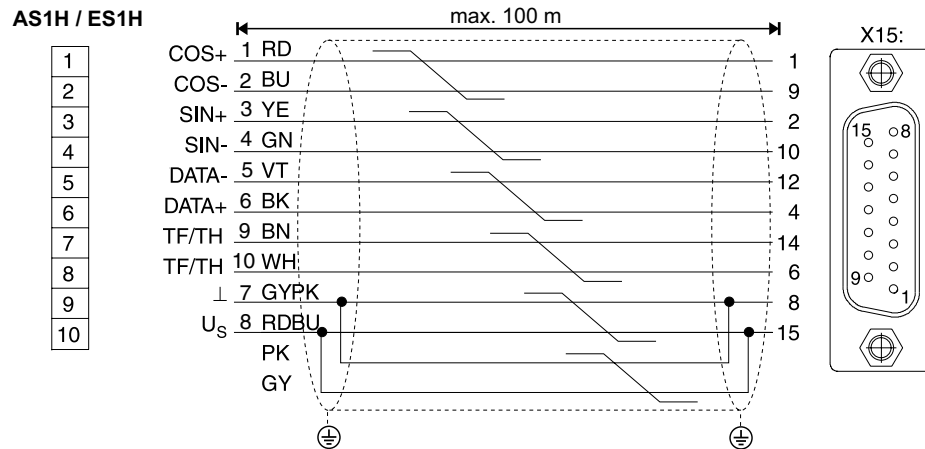 AS1H / ES1H
max. 100 m
X15:
1
2
3
4
5
6
7
8
9
10
COS+ 1 RD 1
COS- 2 BU 9
SIN+ 3 YE 2
SIN- 4 GN 10
DATA- 5 VT 12
DATA+ 6 BK 4
TF/TH 9 BN 14
TF/TH 10 WH 6
⊥ 7 GYPK 8
US 8 RDBU 15
PK
GY
15 8
9 1